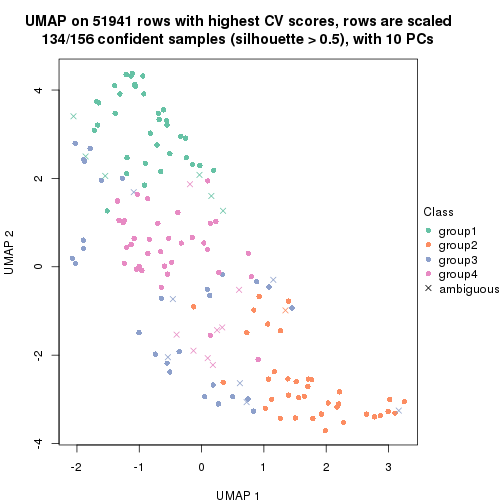 UMAP on 51941 rows with highest CV scores, rows are scaled
134/156 confident samples (silhouette > 0.5), with 10 PCs
4
2
0
-2
-4
UMAP 2
-2
-1
0
1
2
3
UMAP 1
Class
group1
group2
group3
group4
ambiguous